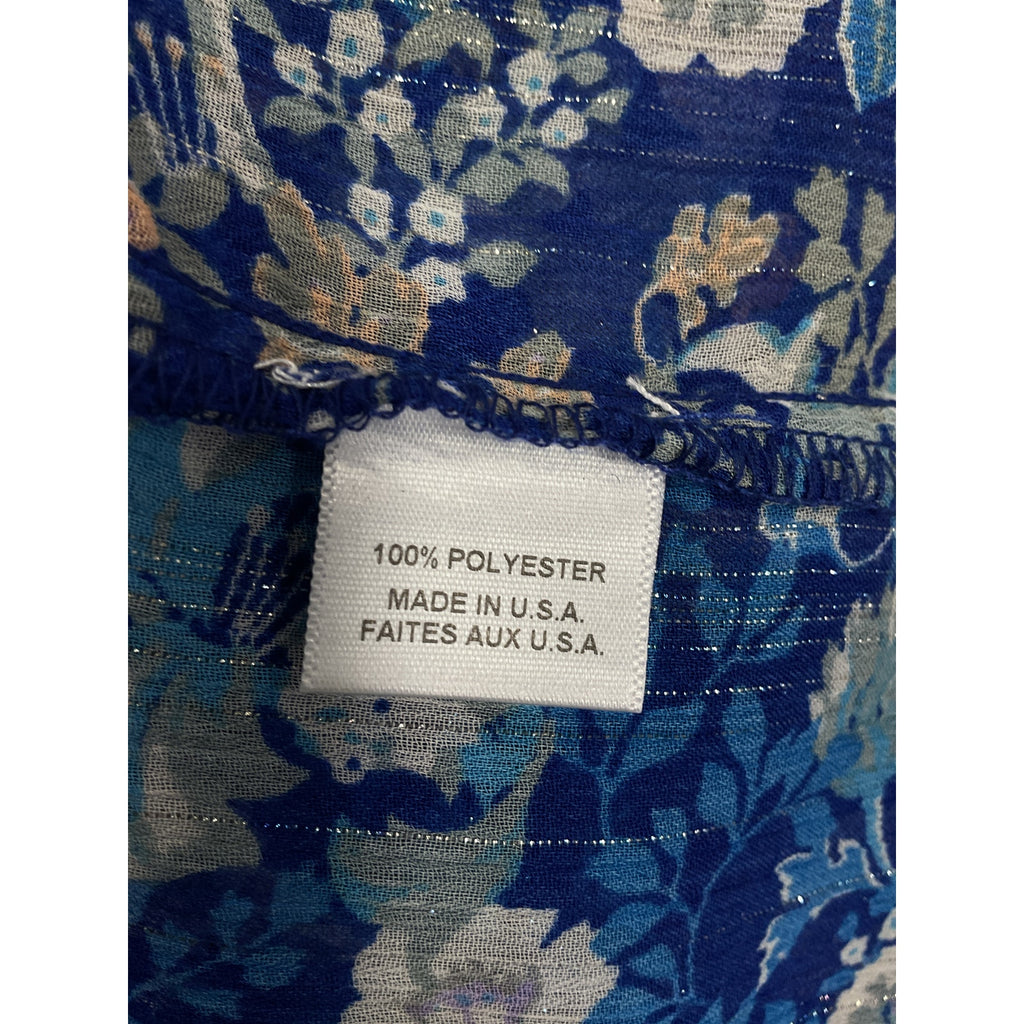 100% POLYESTER
MADE IN U.S.A.
FAITES AUX U.S.A.